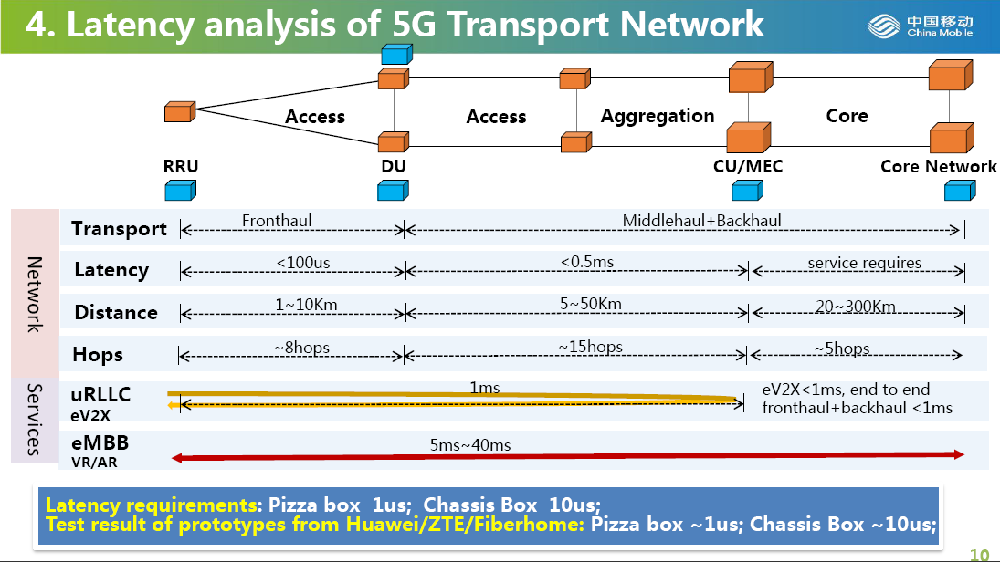 4. Latency analysis of 5G Transport Network
中国移动
China Mobile
Access
Access
Aggregation
Core
RRU
DU
CU/MEC
Core Network
Network
Transport
Fronthaul
Middlehaul+Backhaul
Latency
<100us
<0.5ms
service requires
Distance
1~10Km
5~50Km
20~300Km
Hops
~8hops
~15hops
~5hops
Services
uRLLC
eV2X
1ms
eV2X<1ms, end to end
fronthaul+backhaul <1ms
eMBB
VR/AR
5ms~40ms
Latency requirements: Pizza box 1us; Chassis Box 10us;
Test result of prototypes from Huawei/ZTE/Fiberhome: Pizza box ~1us; Chassis Box ~10us;
10